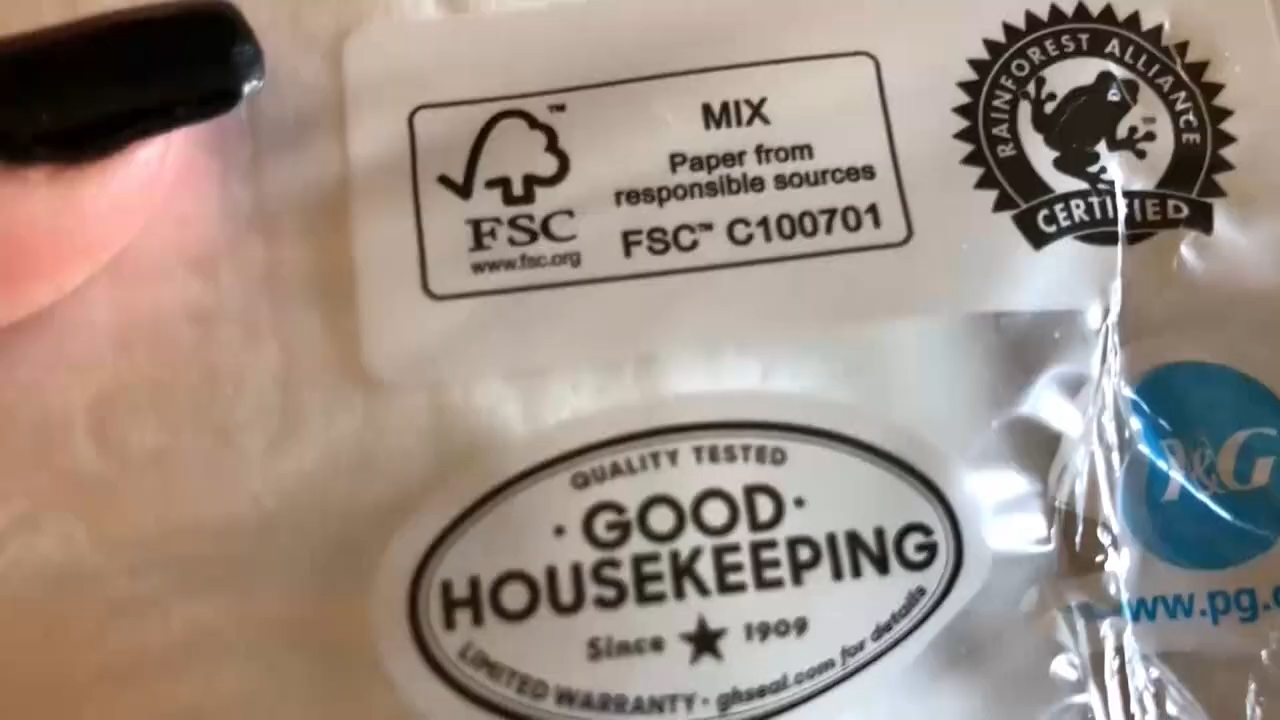 FSC
www.fsc.org
MIX
Paper from
responsible sources
FSC™ C100701
RAINFOREST ALLIANCE
CERTIFIED
QUALITY TESTED
· GOOD ·
HOUSEKEEPING
Since ★ 1909
LIMITED WARRANTY · ghseal.com for details
P&G
www.pg.